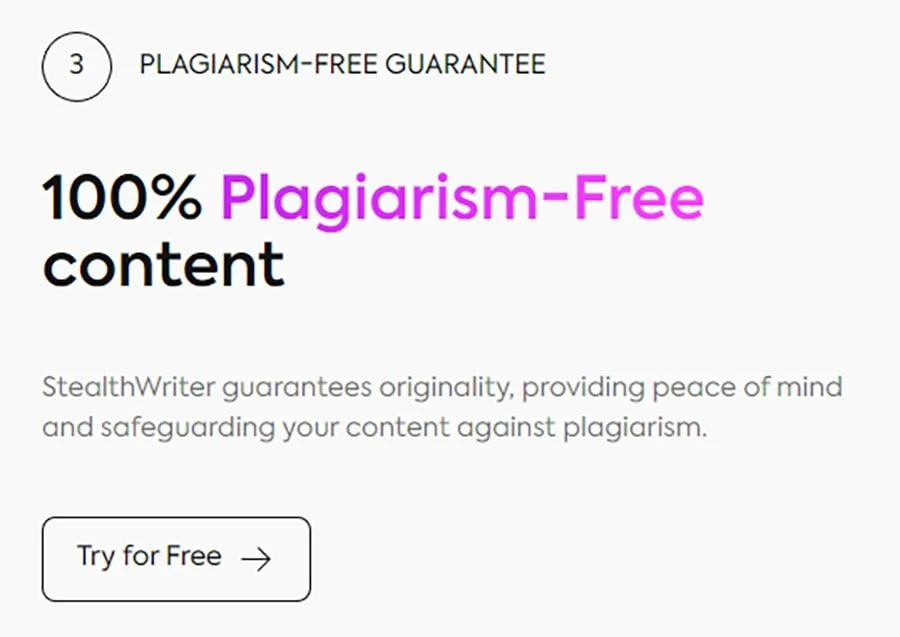 3 PLAGIARISM-FREE GUARANTEE
100% Plagiarism-Free
content
StealthWriter guarantees originality, providing peace of mind
and safeguarding your content against plagiarism.
Try for Free